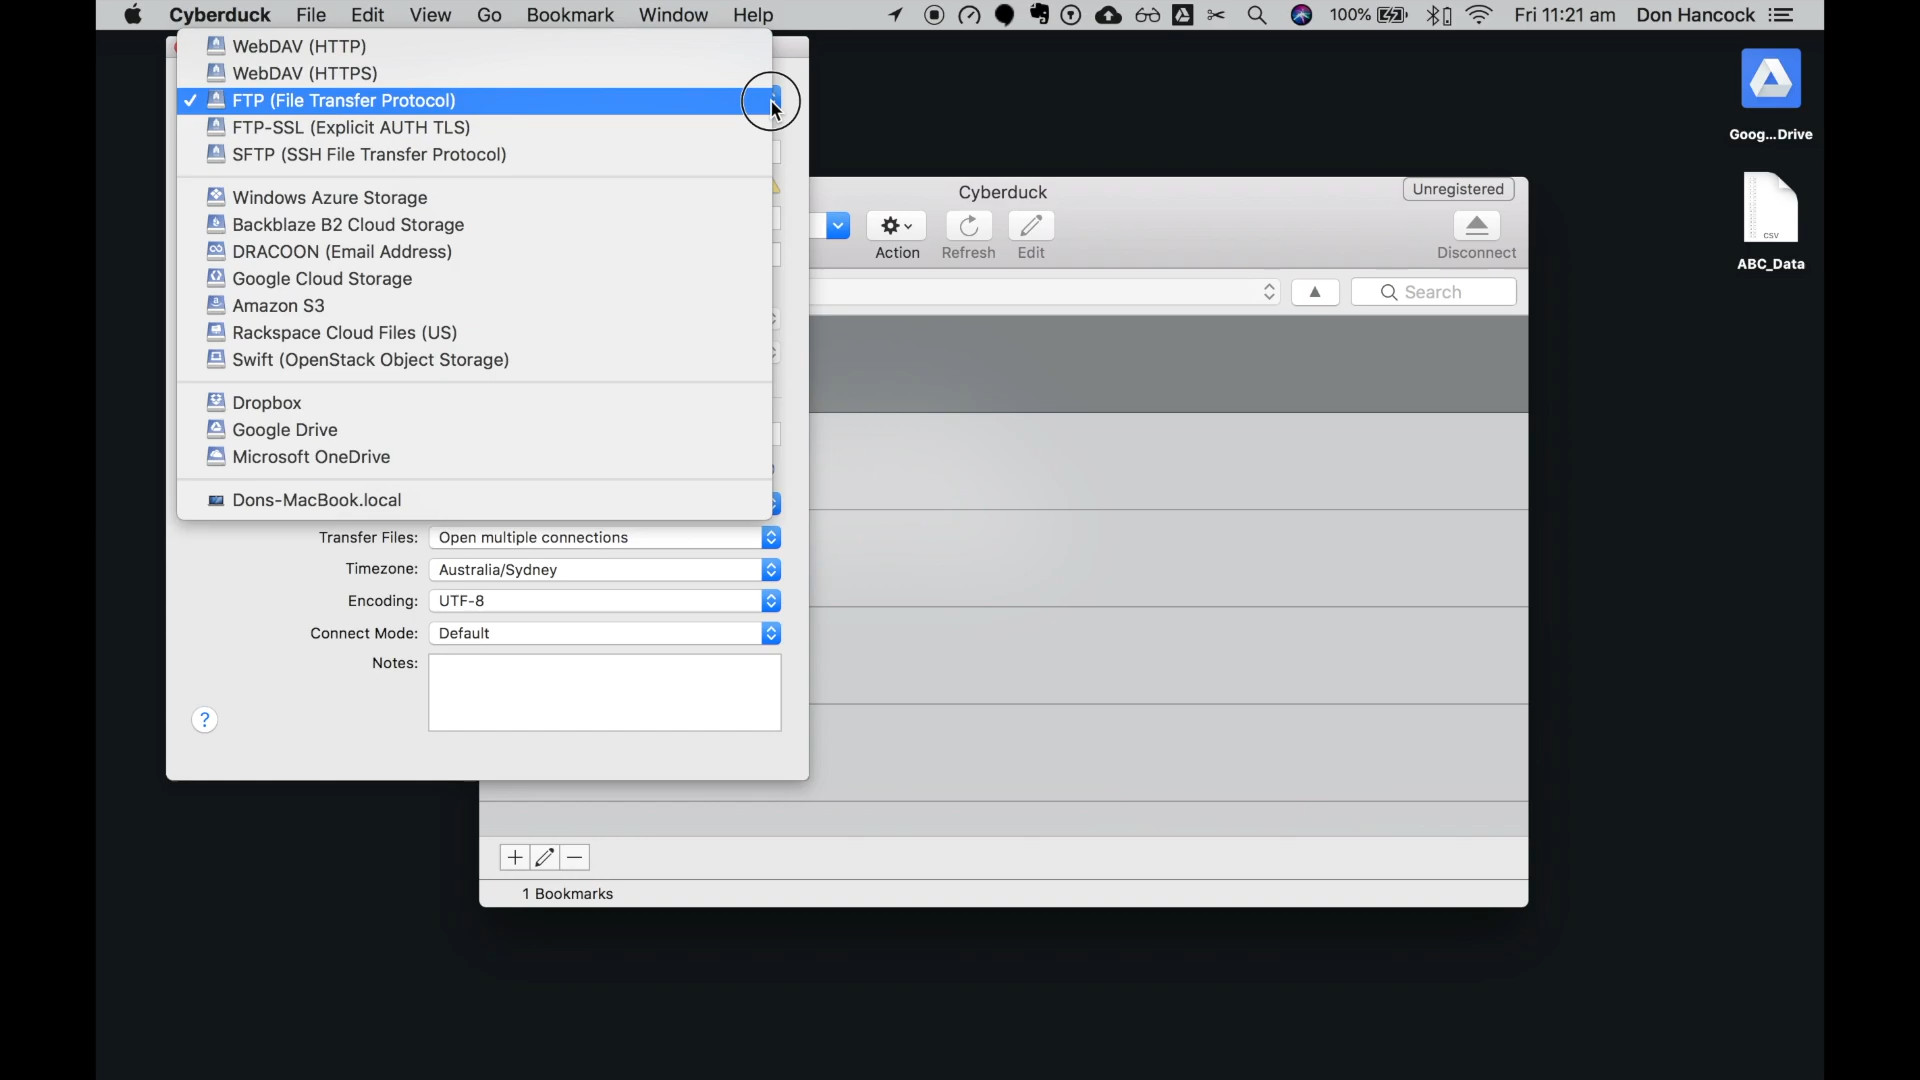 Cyberduck File Edit View Go Bookmark Window Help 100% Fri 11:21 am Don Hancock
WebDAV (HTTP)
WebDAV (HTTPS)
FTP (File Transfer Protocol)
FTP-SSL (Explicit AUTH TLS)
SFTP (SSH File Transfer Protocol)
Windows Azure Storage
Backblaze B2 Cloud Storage
DRACOON (Email Address)
Google Cloud Storage
Amazon S3
Rackspace Cloud Files (US)
Swift (OpenStack Object Storage)
Dropbox
Google Drive
Microsoft OneDrive
Dons-MacBook.local
Transfer Files: Open multiple connections
Timezone: Australia/Sydney
Encoding: UTF-8
Connect Mode: Default
Notes:
?
Cyberduck
Unregistered
Action Refresh Edit Disconnect
Search
1 Bookmarks
Goog...Drive
CSV
ABC_Data